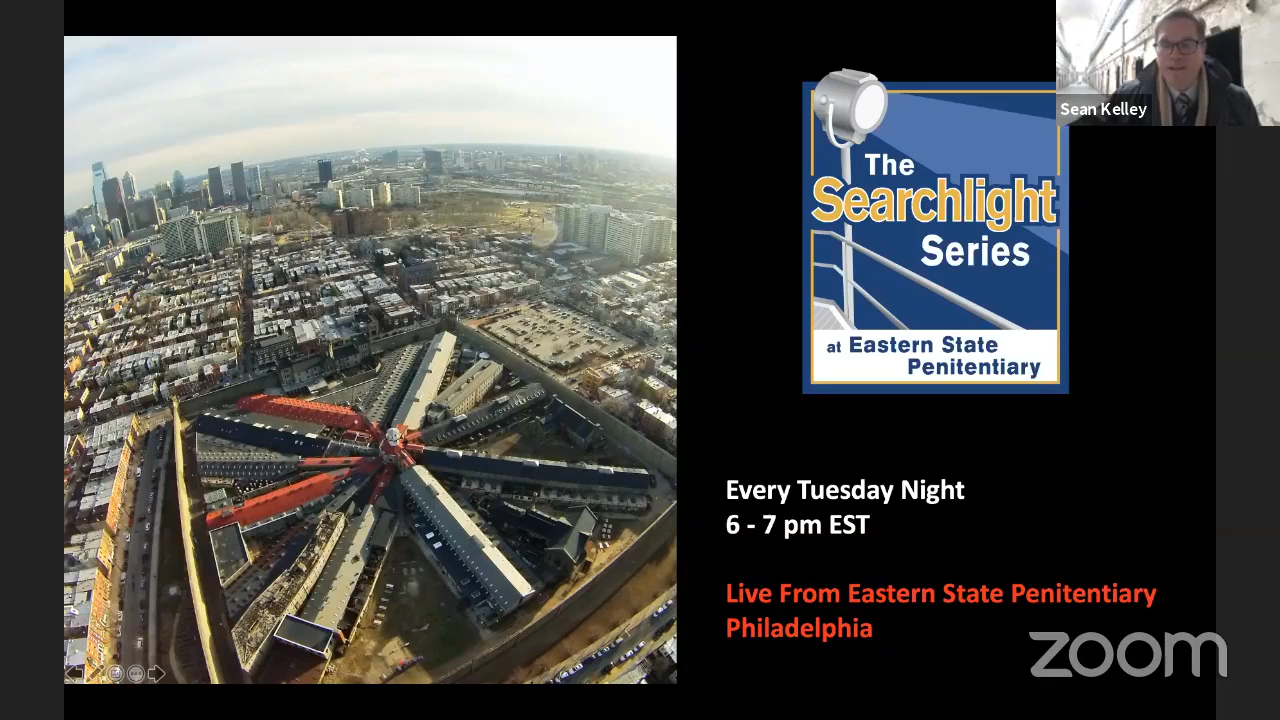 Sean Kelley
The
Searchlight
Series
at Eastern State
Penitentiary
Every Tuesday Night
6 - 7 pm EST
Live From Eastern State Penitentiary
Philadelphia
zoom